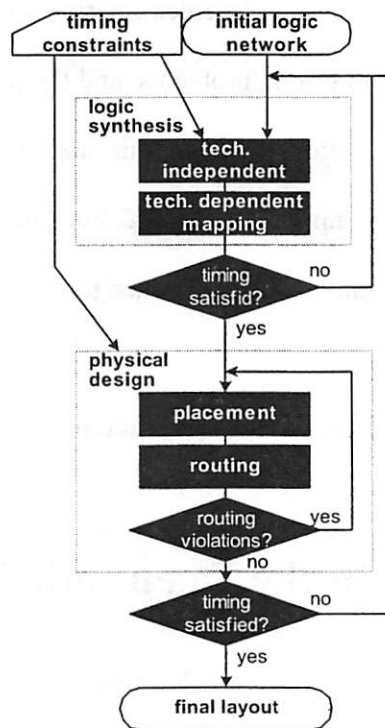 timing
constraints
initial logic
network
logic
synthesis
tech.
independent
tech. dependent
mapping
timing
satisfid?
no
yes
physical
design
placement
routing
routing
violations?
yes
no
timing
satisfied?
no
yes
final layout